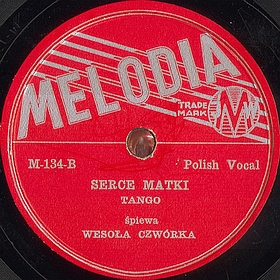 MELODIA
TRADE MARK
M-134-B
Polish Vocal
SERCE MATKI
TANGO
śpiewa
WESOŁA CZWÓRKA